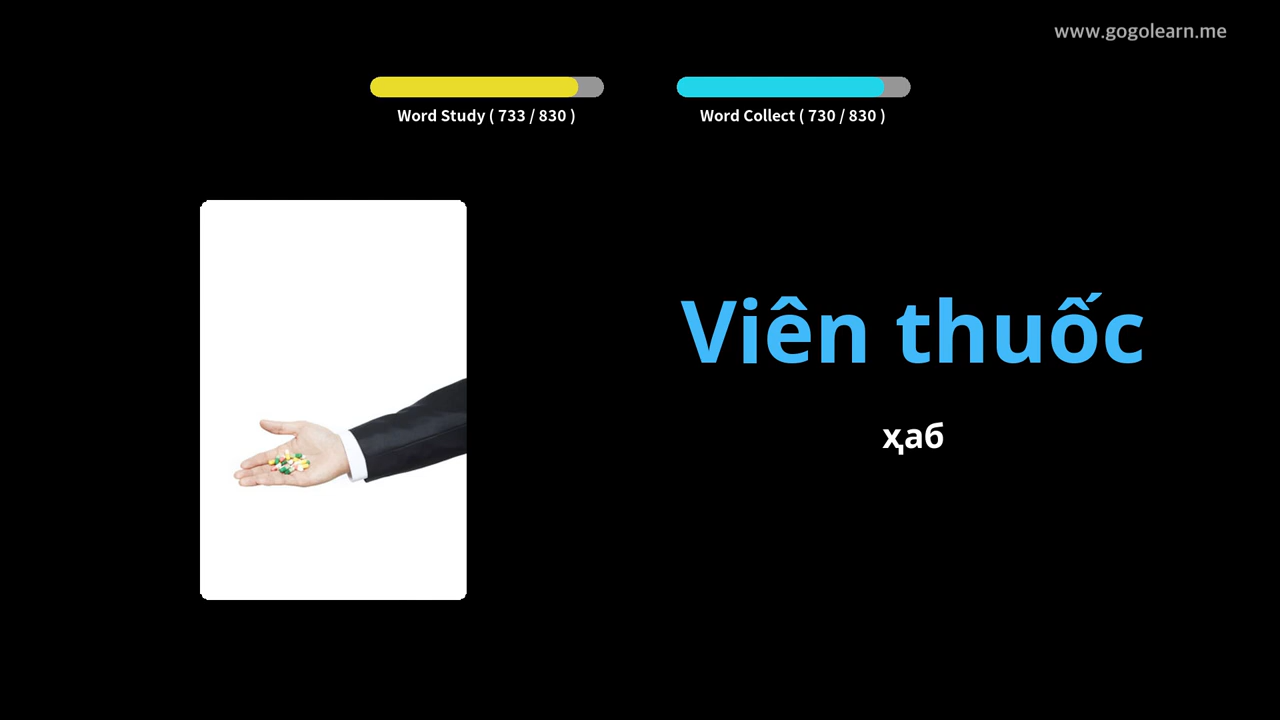 www.gogolearn.me
Word Study ( 733 / 830 )
Word Collect ( 730 / 830 )
Viên thuốc
ҳаб